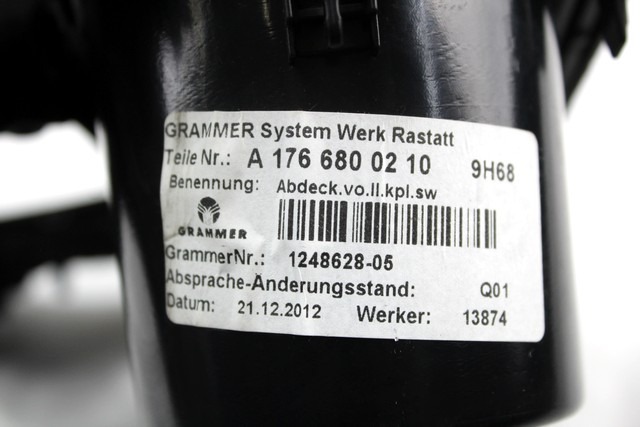 GRAMMER System Werk Rastatt
Teile Nr.: A 176 680 02 10 9H68
Benennung: Abdeck.vo.ll.kpl.sw
GRAMMER
GrammerNr.: 1248628-05
Absprache-Änderungsstand: Q01
Datum: 21.12.2012 Werker: 13874